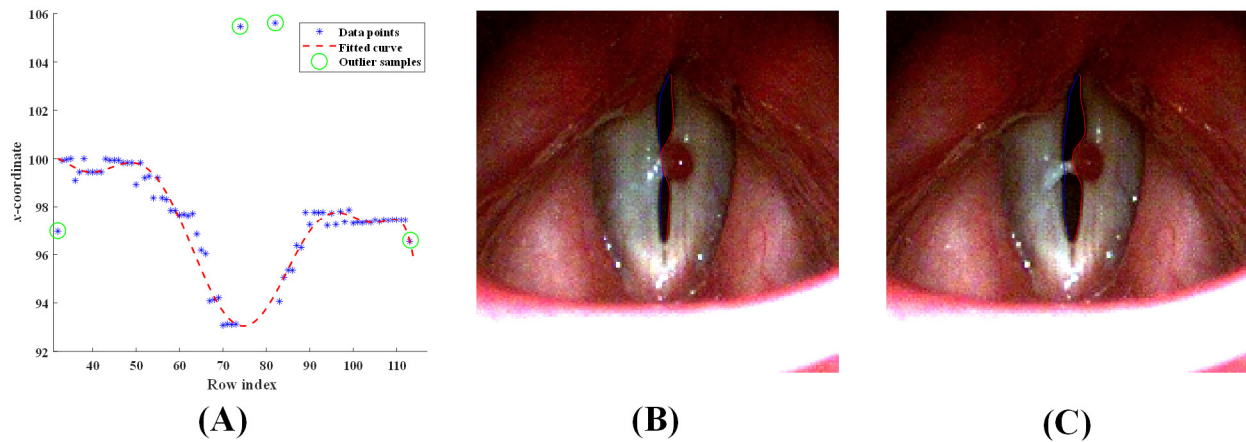 106
104
102
100
98
96
94
92
x-coordinate
40
50
60
70
80
90
100
110
Row index
Data points
Fitted curve
Outlier samples
(A)
(B)
(C)